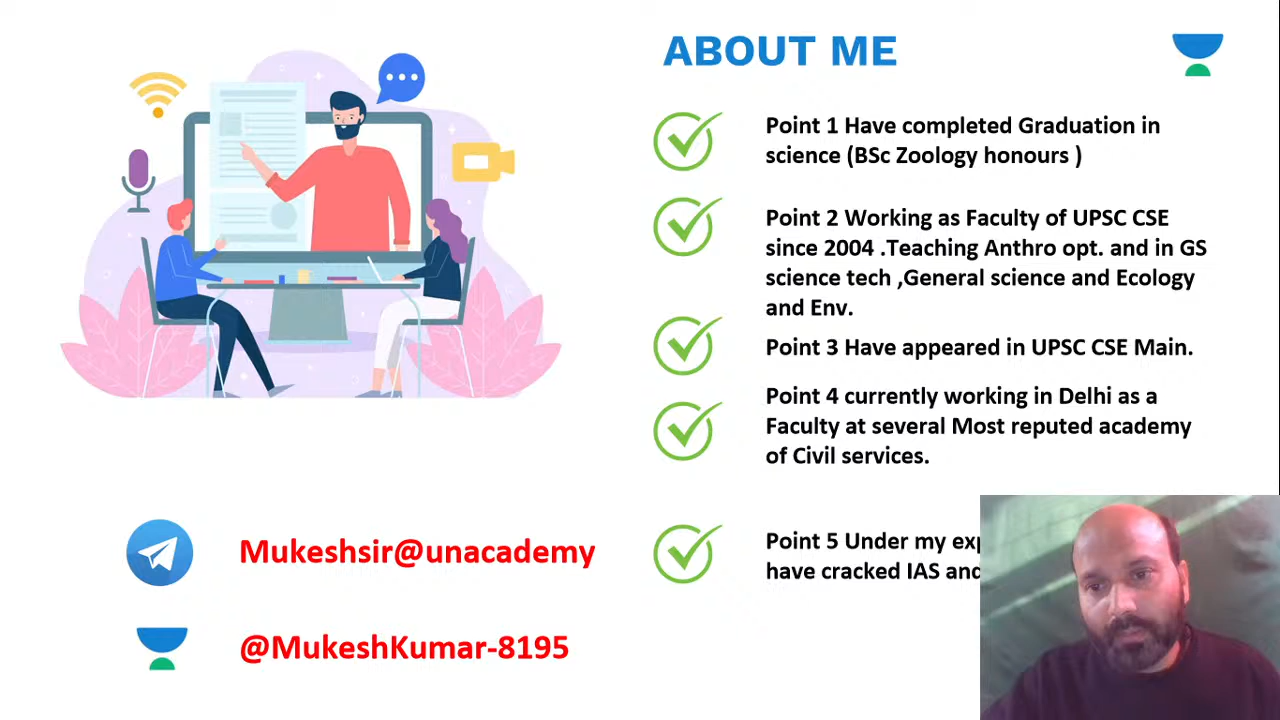 ABOUT ME
Point 1 Have completed Graduation in
science (BSc Zoology honours )
Point 2 Working as Faculty of UPSC CSE
since 2004 .Teaching Anthro opt. and in GS
science tech ,General science and Ecology
and Env.
Point 3 Have appeared in UPSC CSE Main.
Point 4 currently working in Delhi as a
Faculty at several Most reputed academy
of Civil services.
Point 5 Under my
have cracked IAS and
Mukeshsir@unacademy
@MukeshKumar-8195